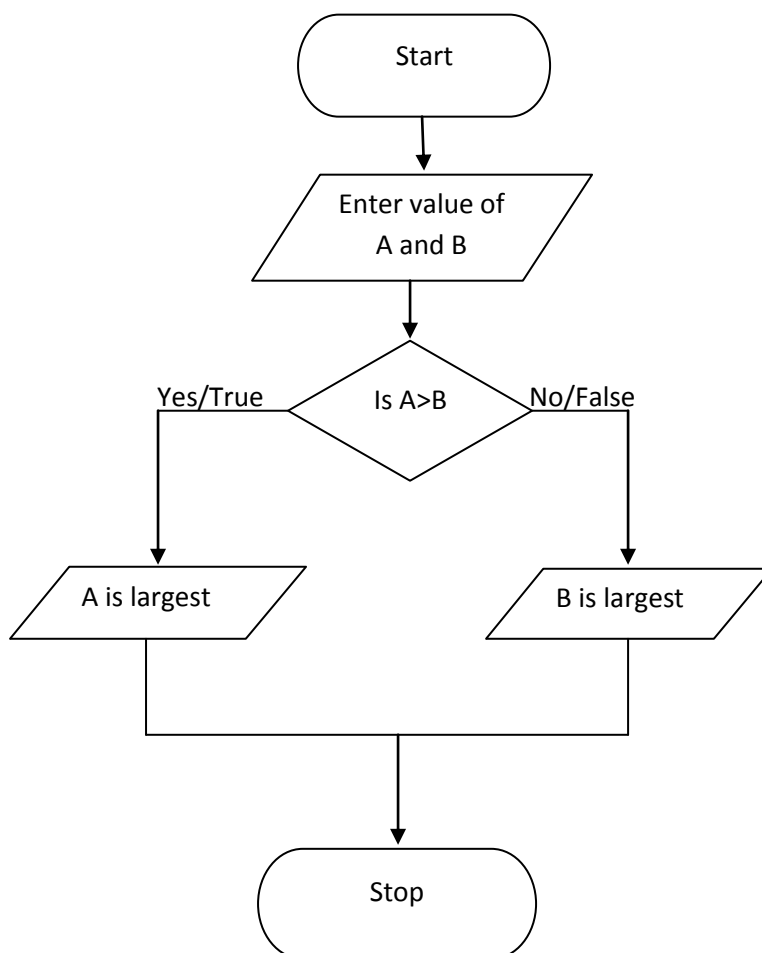 Start
Enter value of
A and B
Is A>B
Yes/True
No/False
A is largest
B is largest
Stop